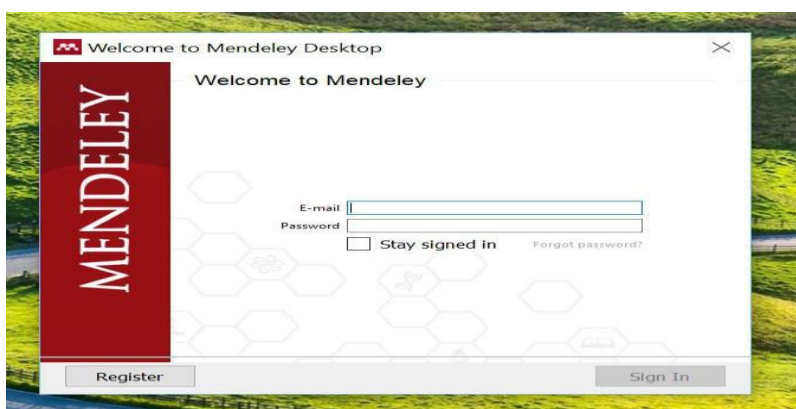 Welcome to Mendeley Desktop
Welcome to Mendeley
MENDELEY
E-mail
Password
Stay signed in Forgot password?
Register Sign In